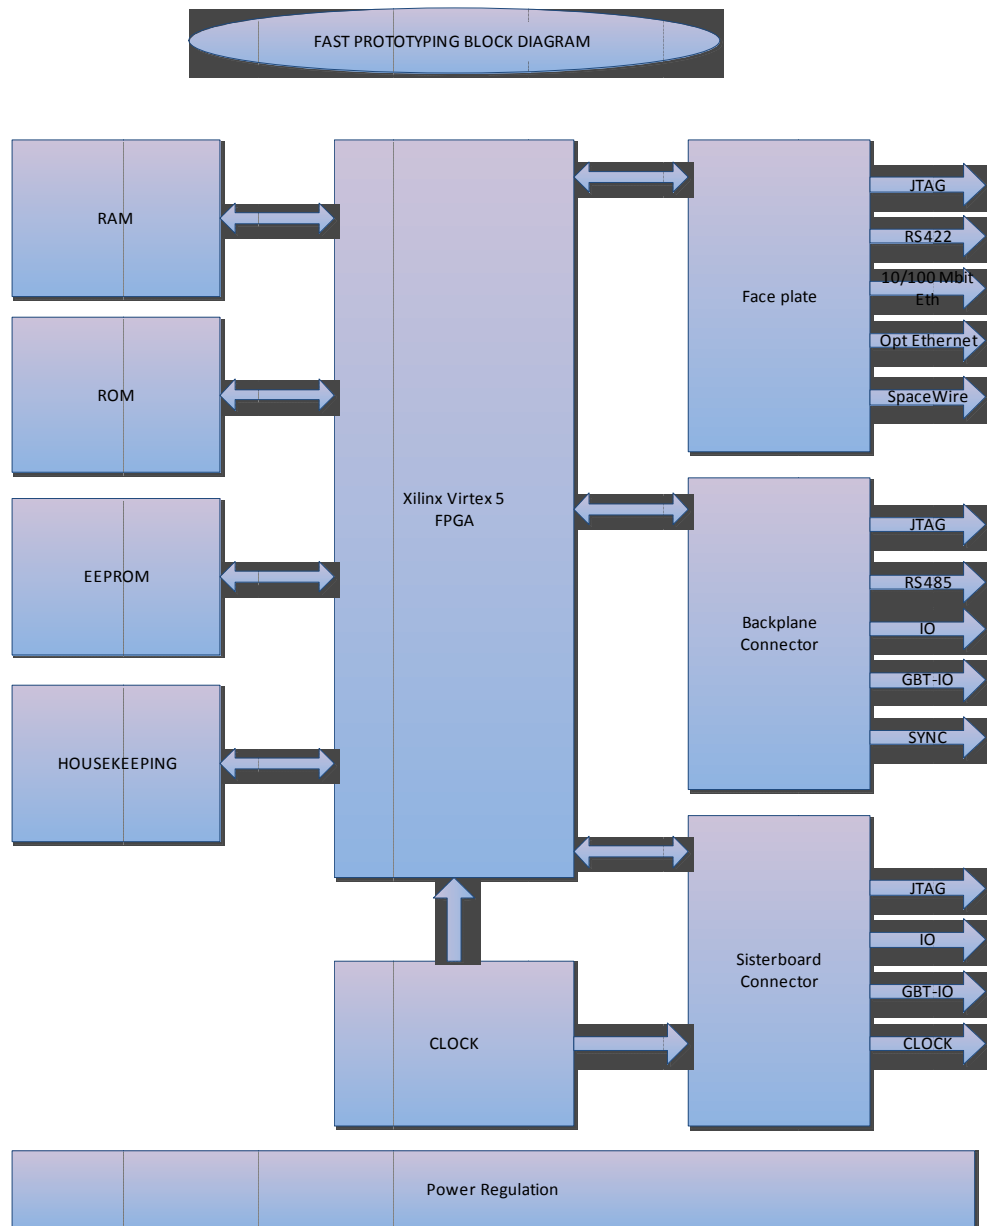 FAST PROTOTYPING BLOCK DIAGRAM
RAM
ROM
EEPROM
HOUSEKEEPING
Xilinx Virtex 5
FPGA
CLOCK
Face plate
JTAG
RS422
10/100 Mbit
Eth
Opt Ethernet
SpaceWire
Backplane
Connector
JTAG
RS485
IO
GBT-IO
SYNC
Sisterboard
Connector
JTAG
IO
GBT-IO
CLOCK
Power Regulation